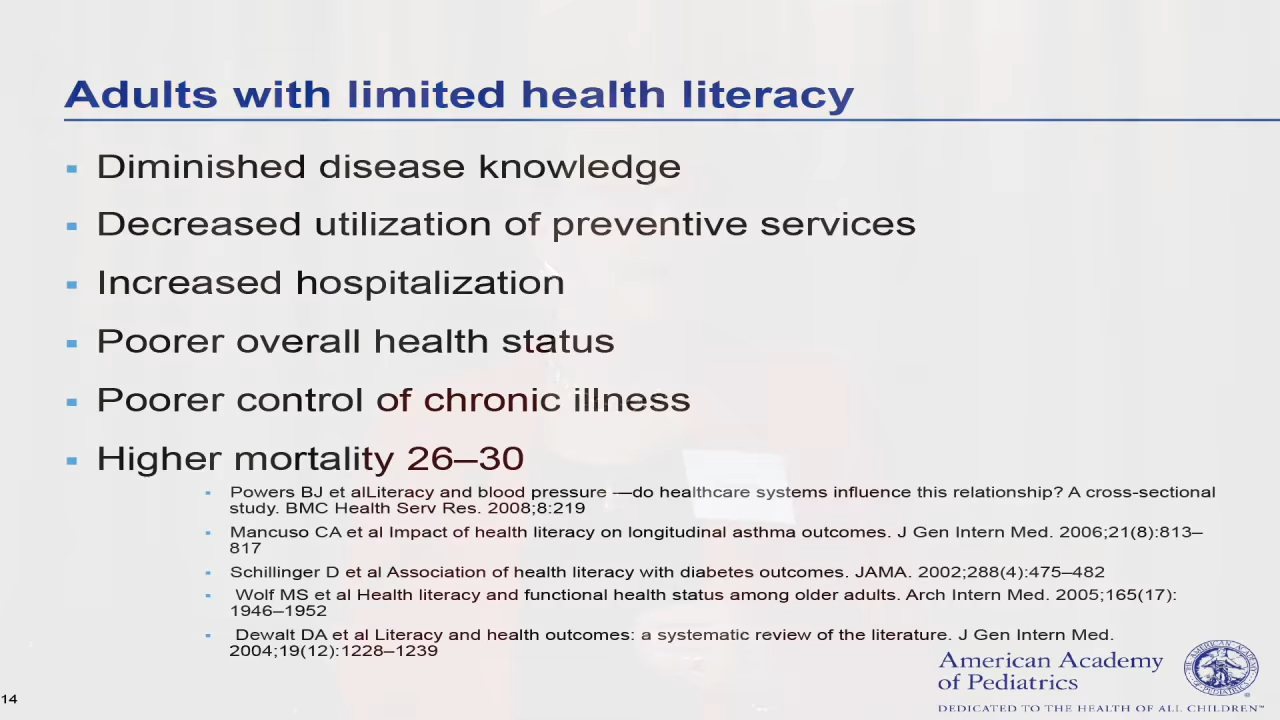 Adults with limited health literacy
Diminished disease knowledge
Decreased utilization of preventive services
Increased hospitalization
Poorer overall health status
Poorer control of chronic illness
Higher mortality 26–30
Powers BJ et alLiteracy and blood pressure -—do healthcare systems influence this relationship? A cross-sectional
study. BMC Health Serv Res. 2008;8:219
Mancuso CA et al Impact of health literacy on longitudinal asthma outcomes. J Gen Intern Med. 2006;21(8):813–
817
Schillinger D et al Association of health literacy with diabetes outcomes. JAMA. 2002;288(4):475–482
Wolf MS et al Health literacy and functional health status among older adults. Arch Intern Med. 2005;165(17):
1946–1952
Dewalt DA et al Literacy and health outcomes: a systematic review of the literature. J Gen Intern Med.
2004;19(12):1228–1239
American Academy
of Pediatrics
DEDICATED TO THE HEALTH OF ALL CHILDREN™
14